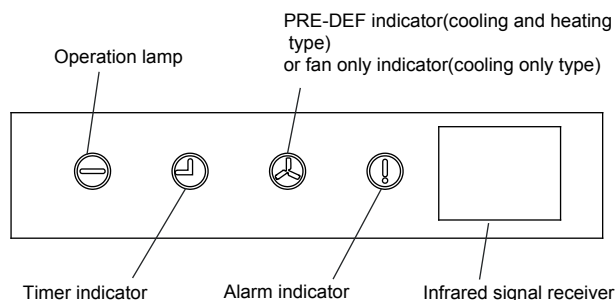 PRE-DEF indicator(cooling and heating
type)
or fan only indicator(cooling only type)
Operation lamp
Timer indicator
Alarm indicator
Infrared signal receiver